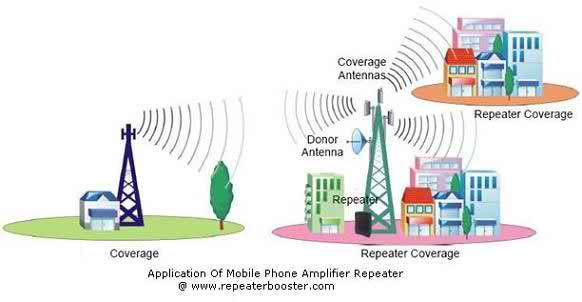 Coverage
Antennas
Repeater Coverage
Donor
Antenna
Repeater
Coverage
Repeater Coverage
Application Of Mobile Phone Amplifier Repeater
@ www.repeaterbooster.com